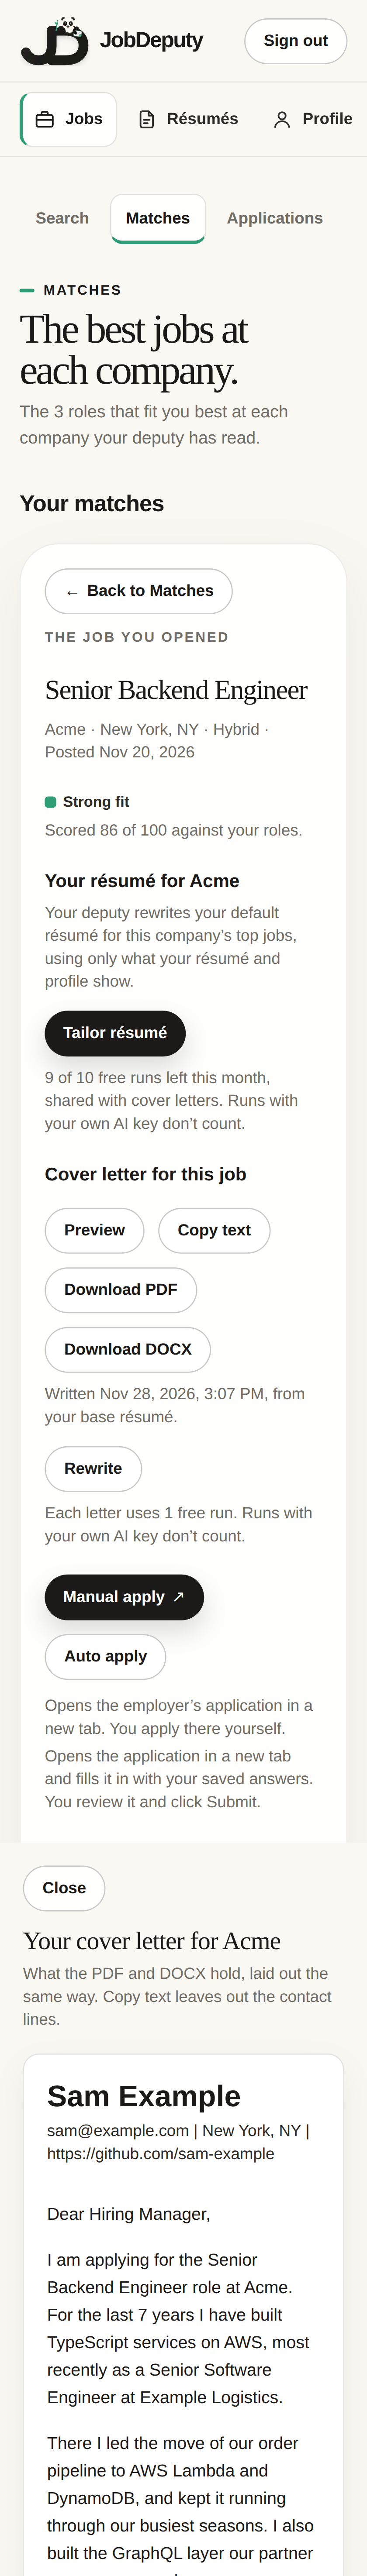 JobDeputy
Sign out
Jobs
Résumés
Profile
Search
Matches
Applications
MATCHES
The best jobs at
each company.
The 3 roles that fit you best at each
company your deputy has read.
Your matches
← Back to Matches
THE JOB YOU OPENED
Senior Backend Engineer
Acme · New York, NY · Hybrid ·
Posted Nov 20, 2026
Strong fit
Scored 86 of 100 against your roles.
Your résumé for Acme
Your deputy rewrites your default
résumé for this company’s top jobs,
using only what your résumé and
profile show.
Tailor résumé
9 of 10 free runs left this month,
shared with cover letters. Runs with
your own AI key don’t count.
Cover letter for this job
Preview
Copy text
Download PDF
Download DOCX
Written Nov 28, 2026, 3:07 PM, from
your base résumé.
Rewrite
Each letter uses 1 free run. Runs with
your own AI key don’t count.
Manual apply ↗
Auto apply
Opens the employer’s application in a
new tab. You apply there yourself.
Opens the application in a new tab
and fills it in with your saved answers.
You review it and click Submit.
Close
Your cover letter for Acme
What the PDF and DOCX hold, laid out the
same way. Copy text leaves out the contact
lines.
Sam Example
sam@example.com | New York, NY |
https://github.com/sam-example
Dear Hiring Manager,
I am applying for the Senior
Backend Engineer role at Acme.
For the last 7 years I have built
TypeScript services on AWS, most
recently as a Senior Software
Engineer at Example Logistics.
There I led the move of our order
pipeline to AWS Lambda and
DynamoDB, and kept it running
through our busiest seasons. I also
built the GraphQL layer our partner